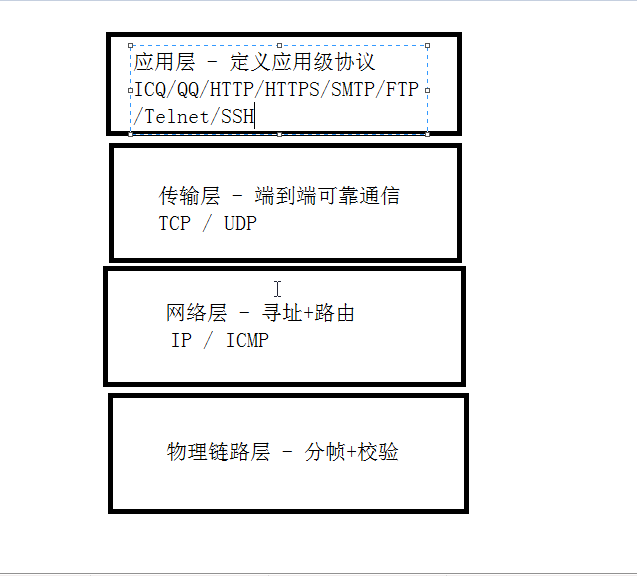 应用层 - 定义应用级协议
ICQ/QQ/HTTP/HTTPS/SMTP/FTP
/Telnet/SSH
传输层 - 端到端可靠通信
TCP / UDP
网络层 - 寻址+路由
IP / ICMP
物理链路层 - 分帧+校验